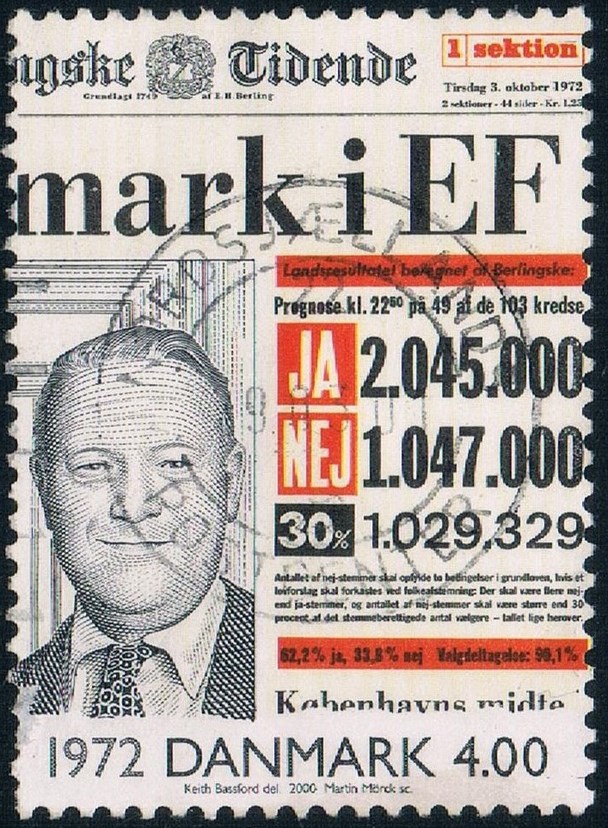 ngske Tidende
Grundlagt 1749 af E. H. Berling
1 sektion
Tirsdag 3. oktober 1972
2 sektioner - 44 sider - Kr. 1.25
mark i EF
Landsresultatet beregnet af Berlingske:
Prognose kl. 22⁵⁰ på 49 af de 103 kredse
JA 2.045.000
NEJ 1.047.000
30% 1.029.329
Antallet af nej-stemmer skal opfylde to betingelser i grundloven, hvis et
lovforslag skal forkastes ved folkeafstemning: Der skal være flere nej-
end ja-stemmer, og antallet af nej-stemmer skal være større end 30
procent af det stemmeberettigede antal vælgere – tallet lige herover.
62,2% ja, 33,8% nej Valgdeltagelse: 90,1%
Københavns midte
1972 DANMARK 4.00
Keith Bassford del. 2000 Martin Mörck sc.